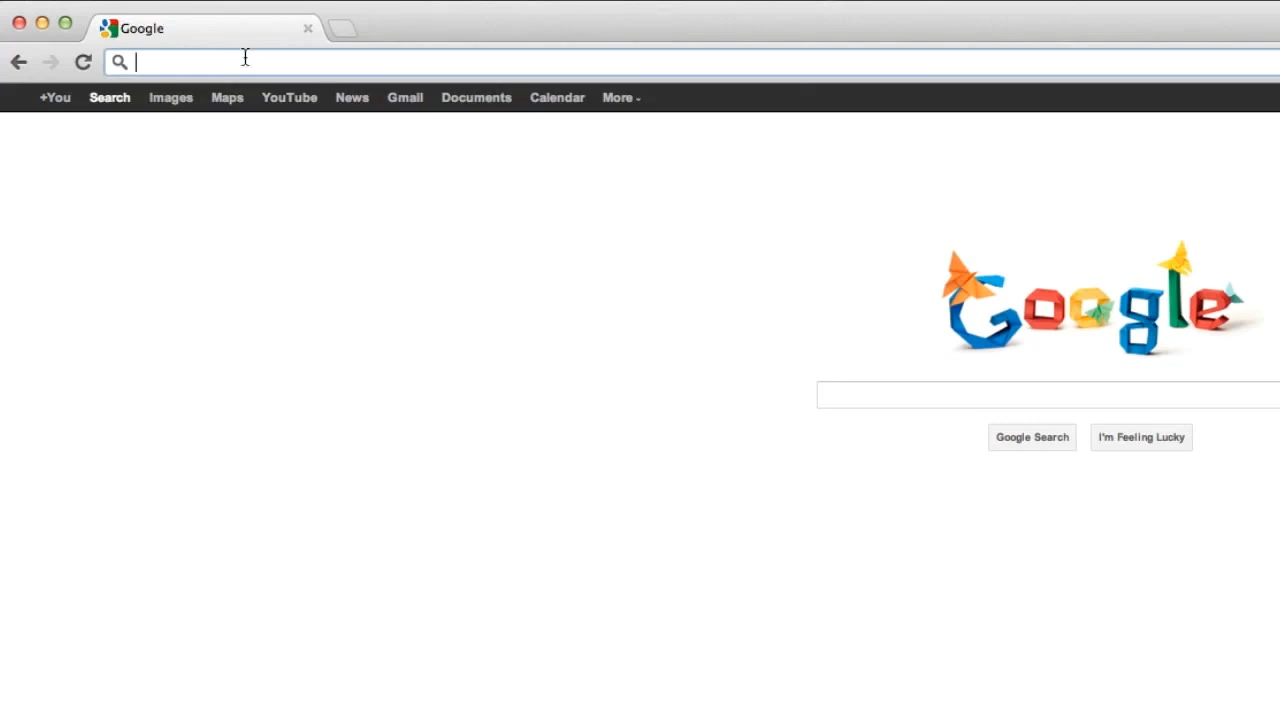 Google
+You Search Images Maps YouTube News Gmail Documents Calendar More
Google
Google Search I'm Feeling Lucky